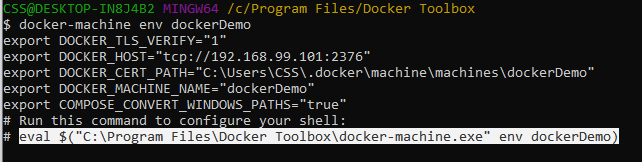 CSS@DESKTOP-IN8J4B2 MINGW64 /c/Program Files/Docker Toolbox
$ docker-machine env dockerDemo
export DOCKER_TLS_VERIFY="1"
export DOCKER_HOST="tcp://192.168.99.101:2376"
export DOCKER_CERT_PATH="C:\Users\CSS\.docker\machine\machines\dockerDemo"
export DOCKER_MACHINE_NAME="dockerDemo"
export COMPOSE_CONVERT_WINDOWS_PATHS="true"
# Run this command to configure your shell:
# eval $("C:\Program Files\Docker Toolbox\docker-machine.exe" env dockerDemo)